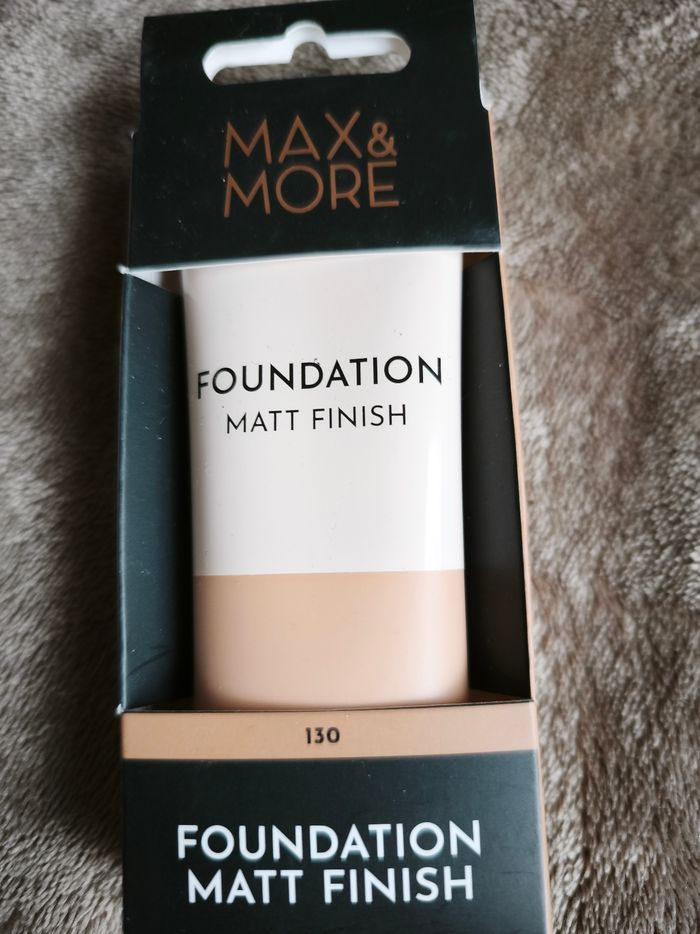 MAX&
MORE
FOUNDATION
MATT FINISH
130
FOUNDATION
MATT FINISH